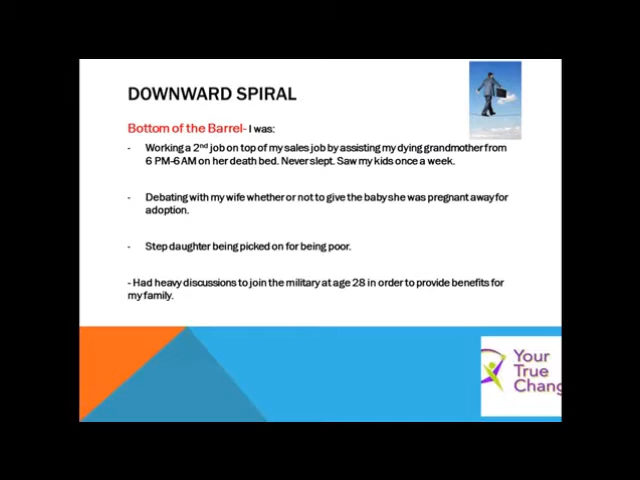 DOWNWARD SPIRAL
Bottom of the Barrel- I was:
- Working a 2nd job on top of my sales job by assisting my dying grandmother from
6 PM-6 AM on her death bed. Never slept. Saw my kids once a week.
- Debating with my wife whether or not to give the baby she was pregnant away for
adoption.
- Step daughter being picked on for being poor.
- Had heavy discussions to join the military at age 28 in order to provide benefits for
my family.
Your
True
Chang